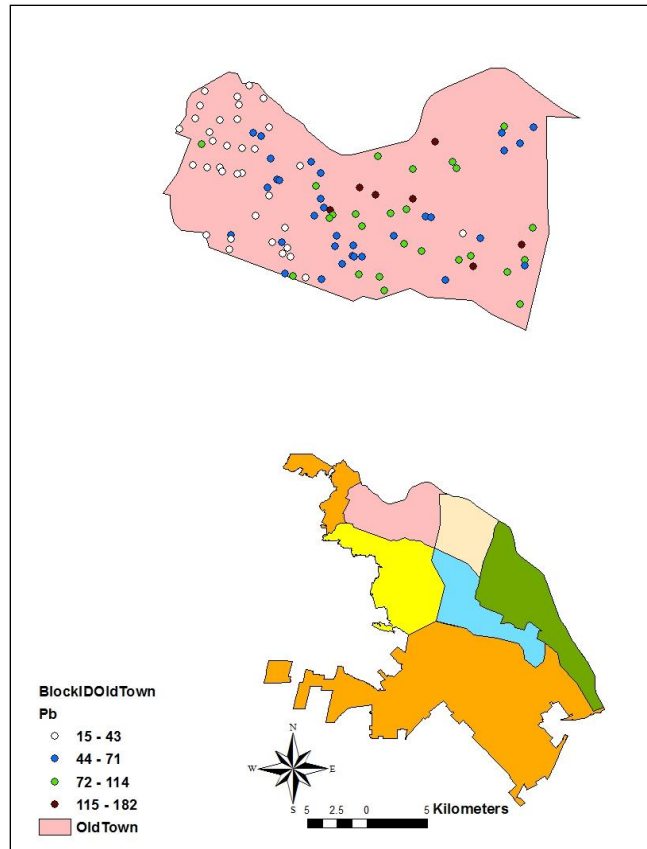 BlockIDOldTown
Pb
15 - 43
44 - 71
72 - 114
115 - 182
OldTown
N
W E
S
5 2.5 0 5 Kilometers